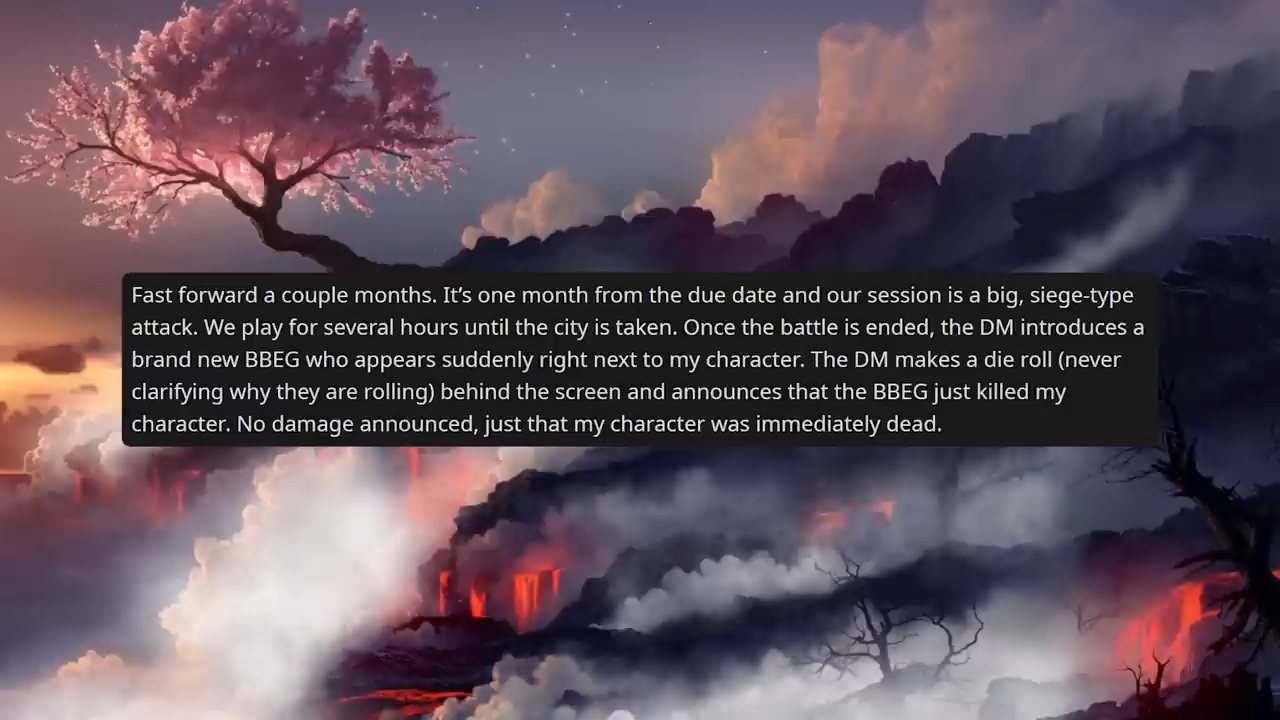 Fast forward a couple months. It’s one month from the due date and our session is a big, siege-type
attack. We play for several hours until the city is taken. Once the battle is ended, the DM introduces a
brand new BBEG who appears suddenly right next to my character. The DM makes a die roll (never
clarifying why they are rolling) behind the screen and announces that the BBEG just killed my
character. No damage announced, just that my character was immediately dead.